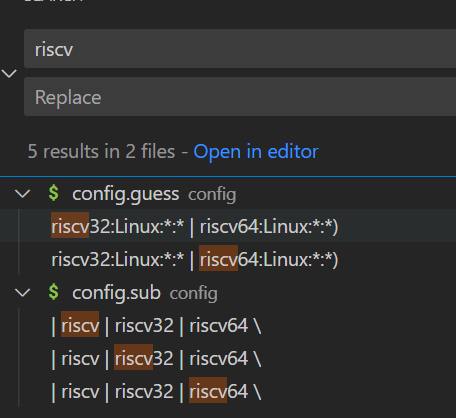 riscv
Replace
5 results in 2 files - Open in editor
$ config.guess config
riscv32:Linux:*:* | riscv64:Linux:*:*)
riscv32:Linux:*:* | riscv64:Linux:*:*)
$ config.sub config
| riscv | riscv32 | riscv64 \
| riscv | riscv32 | riscv64 \
| riscv | riscv32 | riscv64 \